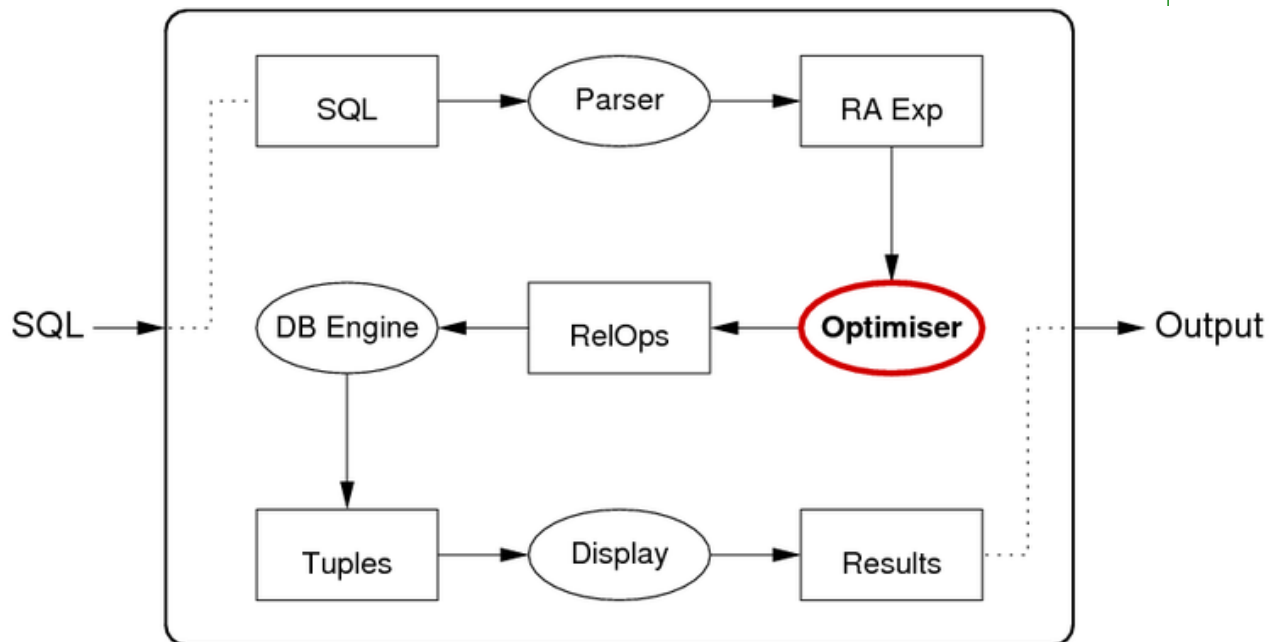 SQL
Parser
RA Exp
SQL
DB Engine
RelOps
Optimiser
Output
Tuples
Display
Results